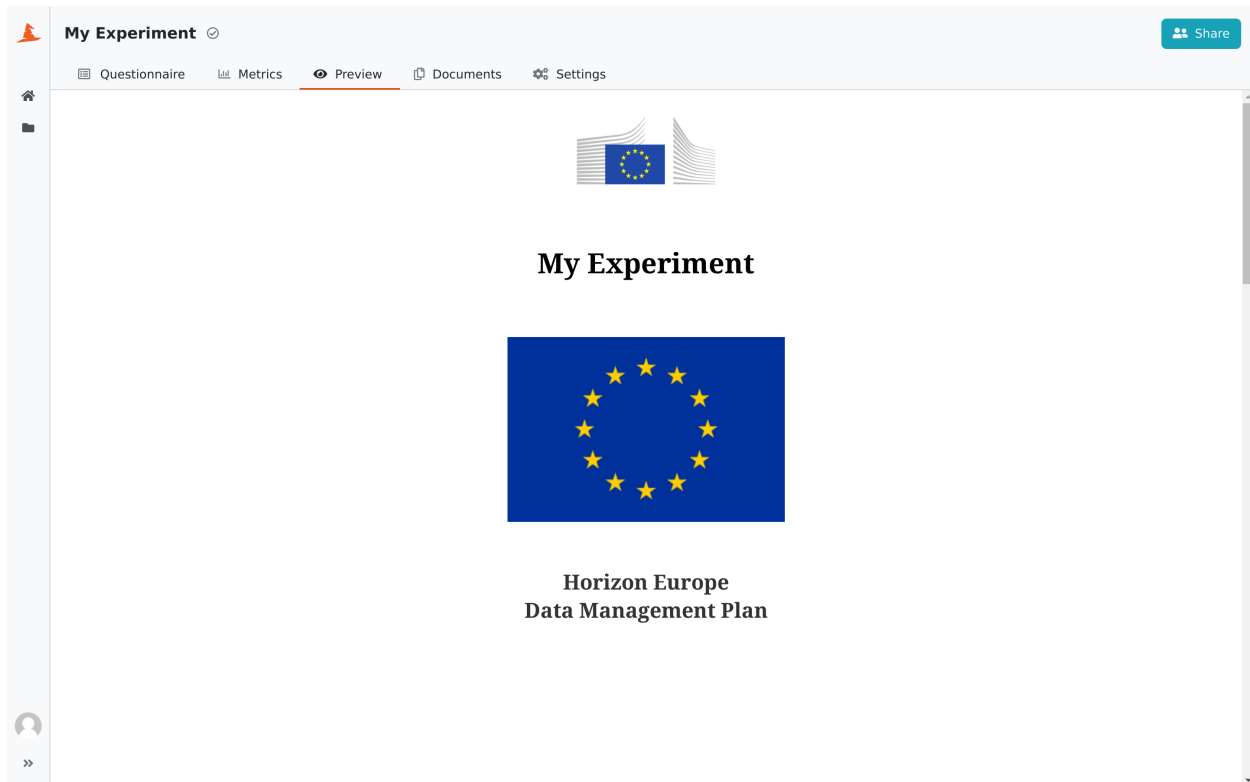 My Experiment
Share
Questionnaire
Metrics
Preview
Documents
Settings
My Experiment
Horizon Europe
Data Management Plan